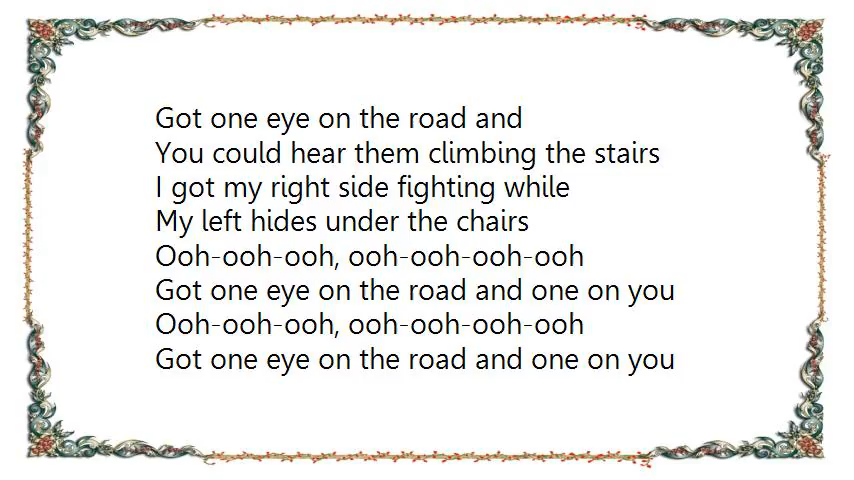 Got one eye on the road and
You could hear them climbing the stairs
I got my right side fighting while
My left hides under the chairs
Ooh-ooh-ooh, ooh-ooh-ooh-ooh
Got one eye on the road and one on you
Ooh-ooh-ooh, ooh-ooh-ooh-ooh
Got one eye on the road and one on you